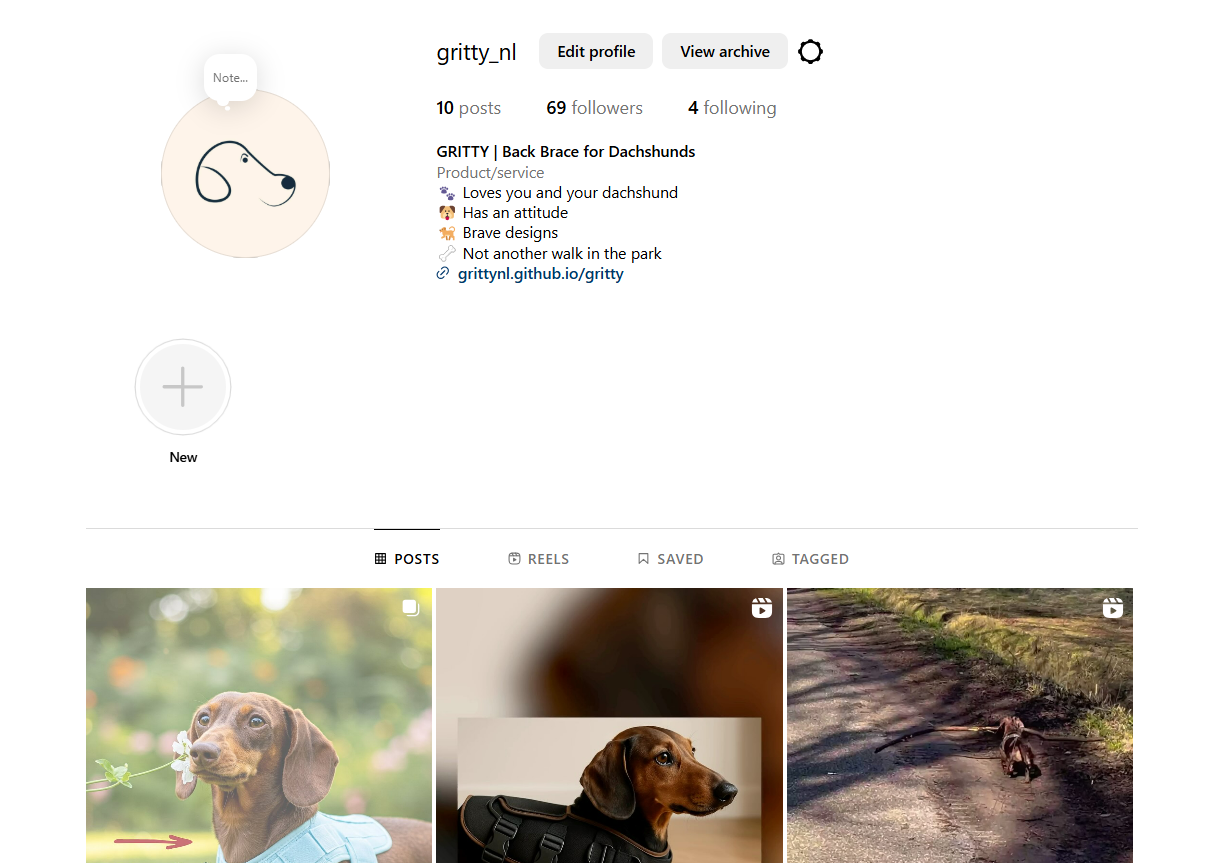 Note...
gritty_nl
Edit profile
View archive
10 posts
69 followers
4 following
GRITTY | Back Brace for Dachshunds
Product/service
🐾 Loves you and your dachshund
🐶 Has an attitude
🐕 Brave designs
🦴 Not another walk in the park
grittynl.github.io/gritty
New
POSTS
REELS
SAVED
TAGGED